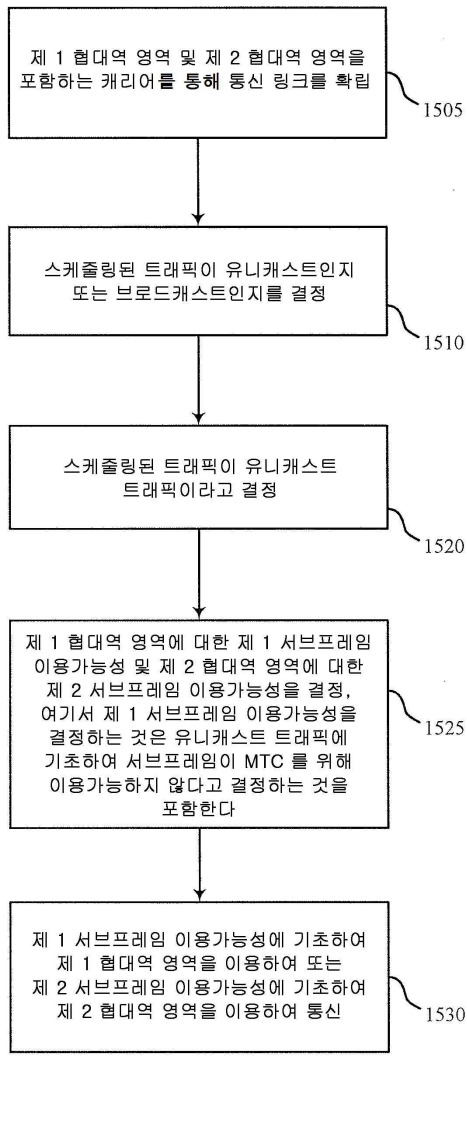 제 1 협대역 영역 및 제 2 협대역 영역을
포함하는 캐리어를 통해 통신 링크를 확립
1505
스케줄링된 트래픽이 유니캐스트인지
또는 브로드캐스트인지를 결정
1510
스케줄링된 트래픽이 유니캐스트
트래픽이라고 결정
1520
제 1 협대역 영역에 대한 제 1 서브프레임
이용가능성 및 제 2 협대역 영역에 대한
제 2 서브프레임 이용가능성을 결정,
여기서 제 1 서브프레임 이용가능성을
결정하는 것은 유니캐스트 트래픽에
기초하여 서브프레임이 MTC 를 위해
이용가능하지 않다고 결정하는 것을
포함한다
1525
제 1 서브프레임 이용가능성에 기초하여
제 1 협대역 영역을 이용하여 또는
제 2 서브프레임 이용가능성에 기초하여
제 2 협대역 영역을 이용하여 통신
1530